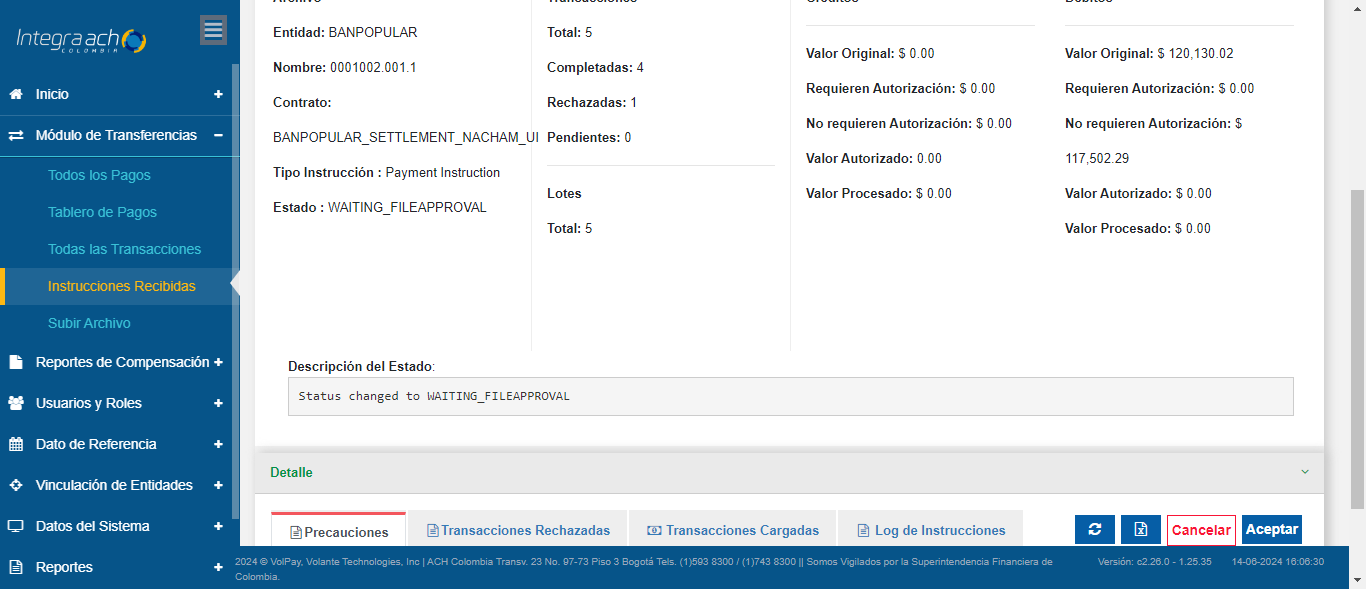 Integra ach
COLOMBIA
Inicio
Módulo de Transferencias
Todos los Pagos
Tablero de Pagos
Todas las Transacciones
Instrucciones Recibidas
Subir Archivo
Reportes de Compensación
Usuarios y Roles
Dato de Referencia
Vinculación de Entidades
Datos del Sistema
Reportes
Entidad: BANPOPULAR
Nombre: 0001002.001.1
Contrato:
BANPOPULAR_SETTLEMENT_NACHAM_UI
Tipo Instrucción : Payment Instruction
Estado : WAITING_FILEAPPROVAL
Total: 5
Completadas: 4
Rechazadas: 1
Pendientes: 0
Lotes
Total: 5
Valor Original: $ 0.00
Requieren Autorización: $ 0.00
No requieren Autorización: $ 0.00
Valor Autorizado: 0.00
Valor Procesado: $ 0.00
Valor Original: $ 120,130.02
Requieren Autorización: $ 0.00
No requieren Autorización: $
117,502.29
Valor Autorizado: $ 0.00
Valor Procesado: $ 0.00
Descripción del Estado:
Status changed to WAITING_FILEAPPROVAL
Detalle
Precauciones
Transacciones Rechazadas
Transacciones Cargadas
Log de Instrucciones
Cancelar
Aceptar
2024 © VolPay, Volante Technologies, Inc | ACH Colombia Transv. 23 No. 97-73 Piso 3 Bogotá Tels. (1)593 8300 / (1)743 8300 || Somos Vigilados por la Superintendencia Financiera de
Colombia.
Versión: c2.26.0 - 1.25.35
14-06-2024 16:06:30